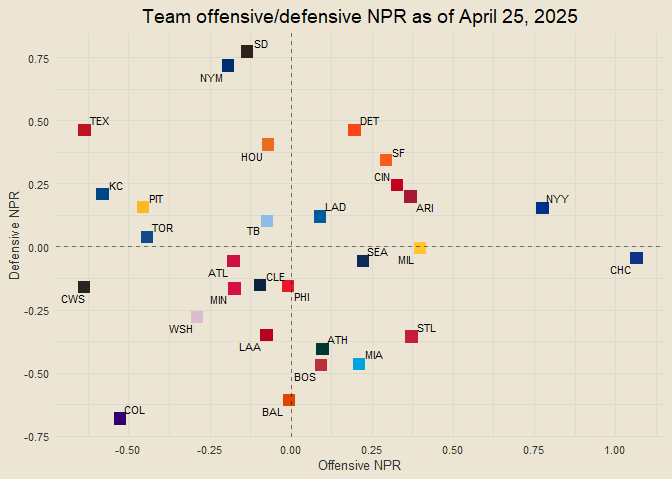 Team offensive/defensive NPR as of April 25, 2025
SD
0.75
NYM
TEX
DET
0.50
HOU
SF
CIN
KC
0.25
PIT
NYY
LAD
ARI
TOR
TB
0.00
SEA
MIL
CHC
ATL
CLE
CWS
MIN
PHI
-0.25
WSH
STL
LAA
ATH
MIA
-0.50
BOS
COL
BAL
-0.75
-0.50
-0.25
0.00
0.25
0.50
0.75
1.00
Offensive NPR
Defensive NPR